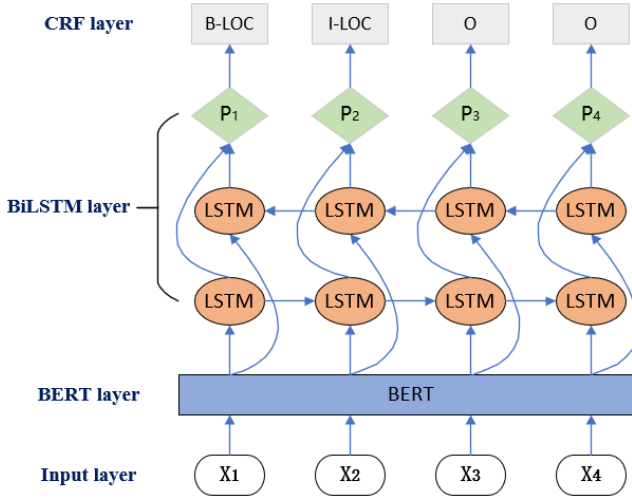 CRF layer B-LOC I-LOC O O
P1 P2 P3 P4
BiLSTM layer
LSTM LSTM LSTM LSTM
LSTM LSTM LSTM LSTM
BERT layer BERT
Input layer X1 X2 X3 X4